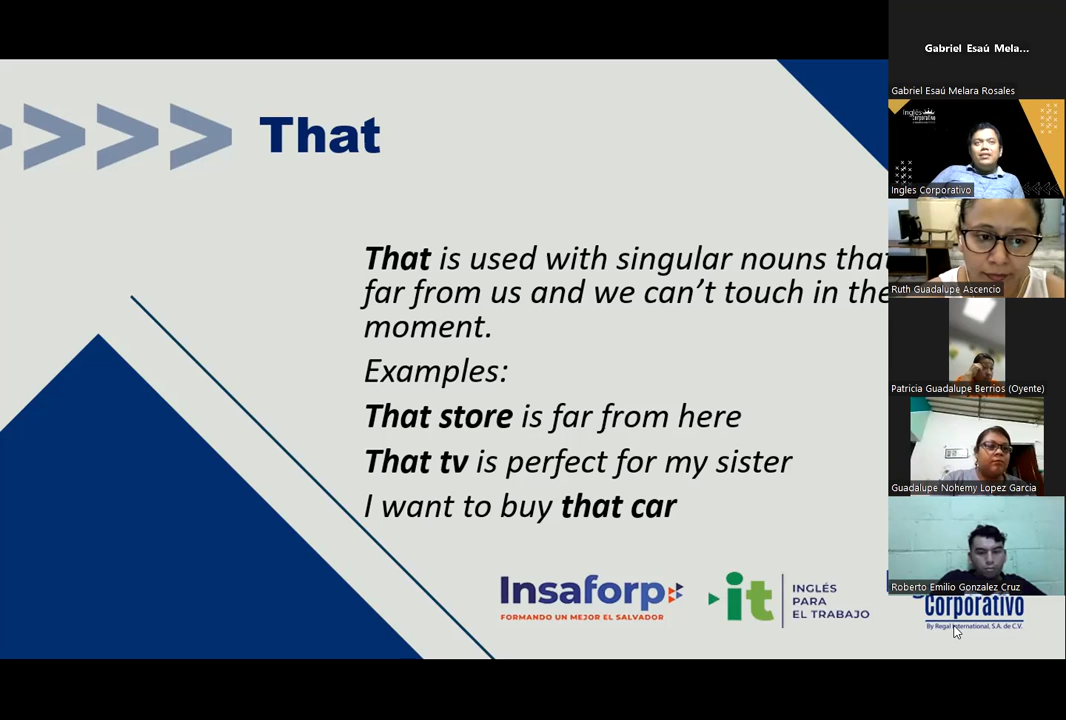 That
That is used with singular nouns that
far from us and we can't touch in the
moment.
Examples:
That store is far from here
That tv is perfect for my sister
I want to buy that car
Insaforp
FORMANDO UN MEJOR EL SALVADOR
it
INGLÉS
PARA
EL TRABAJO
Corporativo
By Regal International, S.A. de C.V.
Gabriel Esaú Mela...
Gabriel Esaú Melara Rosales
Inglés
Corporativo
Ingles Corporativo
Ruth Guadalupe Ascencio
Patricia Guadalupe Berrios (Oyente)
Guadalupe Nohemy Lopez Garcia
Roberto Emilio Gonzalez Cruz